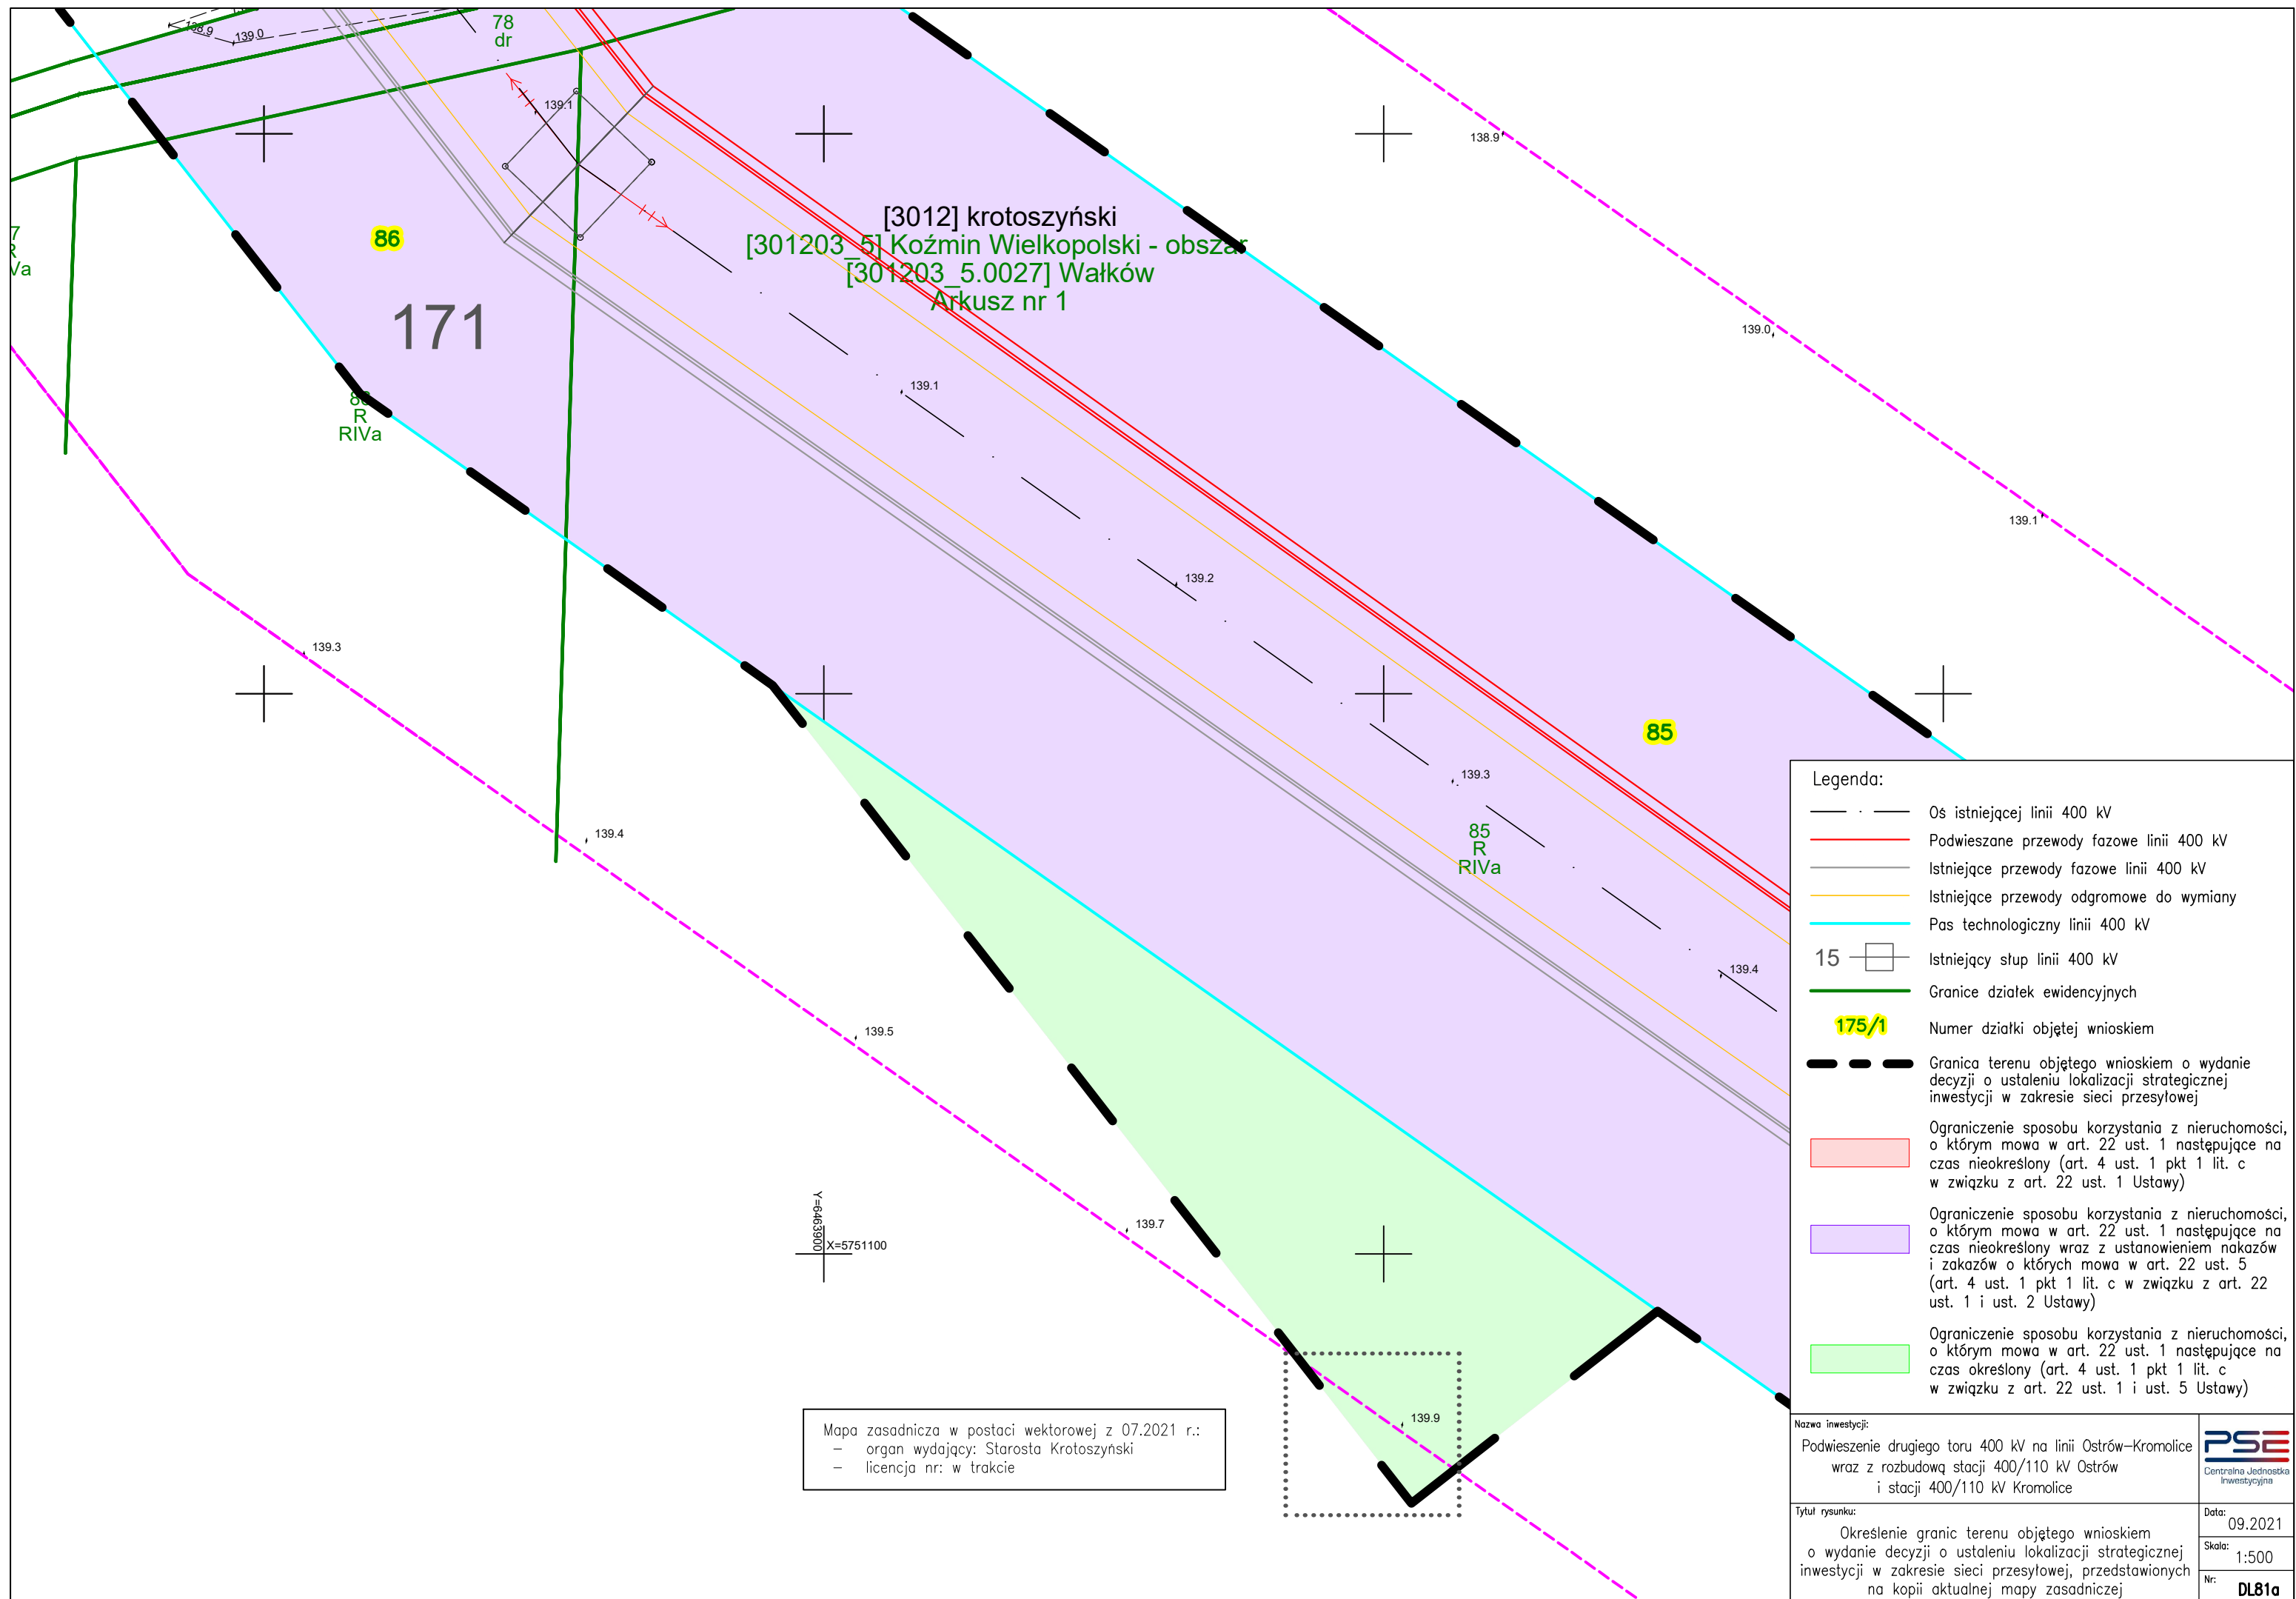 78
dr
138.9
139.0
139.1
138.9
7
R
Va
86
171
[3012] krotoszyński
[301203_5] Koźmin Wielkopolski - obszar
[301203_5.0027] Wałków
Arkusz nr 1
139.0
139.1
R
RIVa
139.1
139.2
139.3
85
139.3
139.4
85
R
RIVa
139.4
139.5
139.7
Y=6463900
X=5751100
139.9
Legenda:
Oś istniejącej linii 400 kV
Podwieszane przewody fazowe linii 400 kV
Istniejące przewody fazowe linii 400 kV
Istniejące przewody odgromowe do wymiany
Pas technologiczny linii 400 kV
15 Istniejący słup linii 400 kV
Granice działek ewidencyjnych
175/1 Numer działki objętej wnioskiem
Granica terenu objętego wnioskiem o wydanie
decyzji o ustaleniu lokalizacji strategicznej
inwestycji w zakresie sieci przesyłowej
Ograniczenie sposobu korzystania z nieruchomości,
o którym mowa w art. 22 ust. 1 następujące na
czas nieokreślony (art. 4 ust. 1 pkt 1 lit. c
w związku z art. 22 ust. 1 Ustawy)
Ograniczenie sposobu korzystania z nieruchomości,
o którym mowa w art. 22 ust. 1 następujące na
czas nieokreślony wraz z ustanowieniem nakazów
i zakazów o których mowa w art. 22 ust. 5
(art. 4 ust. 1 pkt 1 lit. c w związku z art. 22
ust. 1 i ust. 2 Ustawy)
Ograniczenie sposobu korzystania z nieruchomości,
o którym mowa w art. 22 ust. 1 następujące na
czas określony (art. 4 ust. 1 pkt 1 lit. c
w związku z art. 22 ust. 1 i ust. 5 Ustawy)
Mapa zasadnicza w postaci wektorowej z 07.2021 r.:
- organ wydający: Starosta Krotoszyński
- licencja nr: w trakcie
Nazwa inwestycji:
Podwieszenie drugiego toru 400 kV na linii Ostrów-Kromolice
wraz z rozbudową stacji 400/110 kV Ostrów
i stacji 400/110 kV Kromolice
PSE
Centralna Jednostka
Inwestycyjna
Tytuł rysunku:
Określenie granic terenu objętego wnioskiem
o wydanie decyzji o ustaleniu lokalizacji strategicznej
inwestycji w zakresie sieci przesyłowej, przedstawionych
na kopii aktualnej mapy zasadniczej
Data:
09.2021
Skala:
1:500
Nr:
DL81a